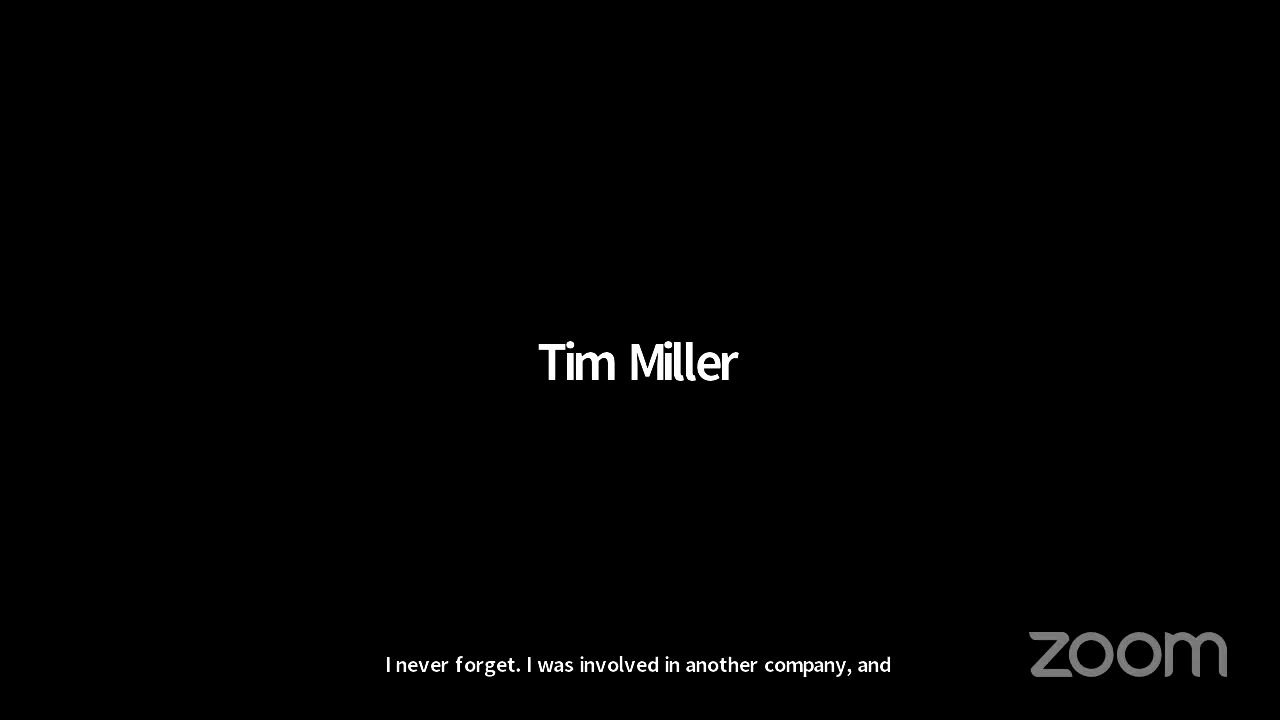 Tim Miller
I never forget. I was involved in another company, and
zoom